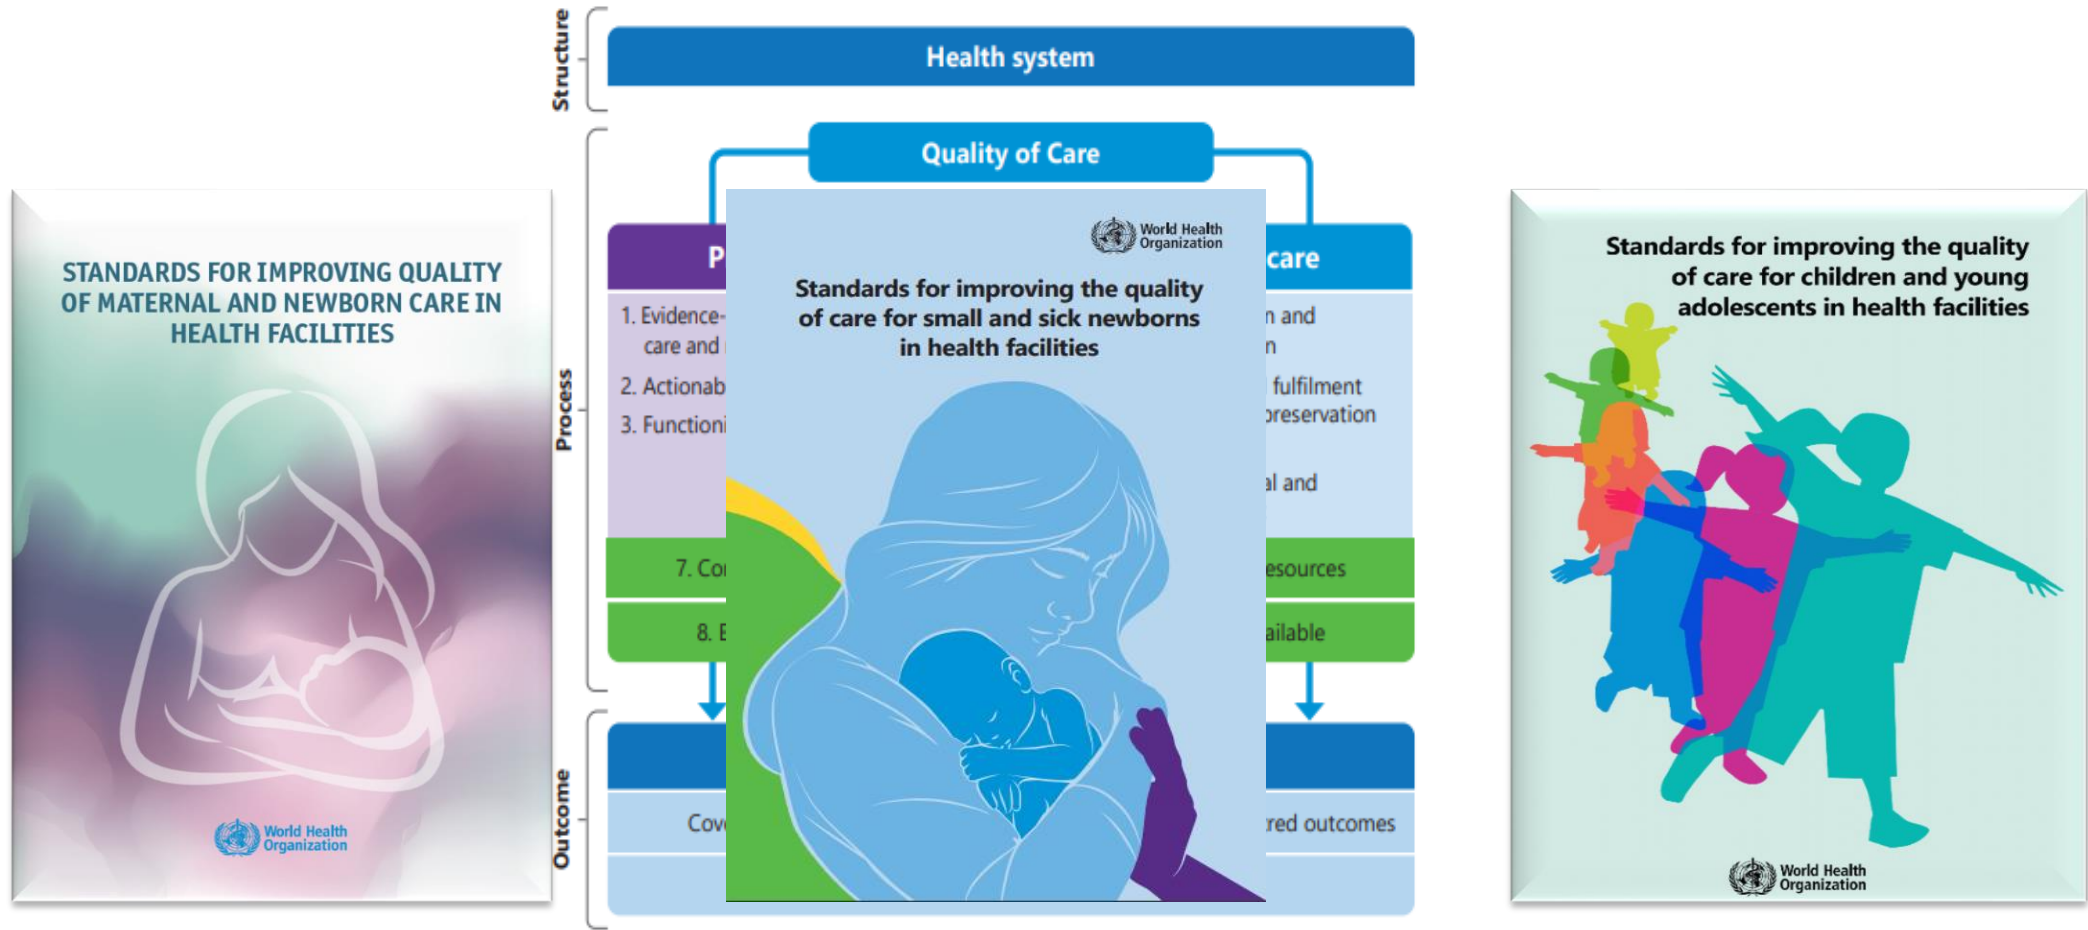 Structure
Health system
Quality of Care
STANDARDS FOR IMPROVING QUALITY
OF MATERNAL AND NEWBORN CARE IN
HEALTH FACILITIES
World Health
Organization
Process
1. Evidence-
care and
2. Actionab
3. Functioni
7. Co
8. E
World Health
Organization
Standards for improving the quality
of care for small and sick newborns
in health facilities
care
n and
n
fulfilment
preservation
al and
esources
ailable
Outcome
Cov
red outcomes
Standards for improving the quality
of care for children and young
adolescents in health facilities
World Health
Organization